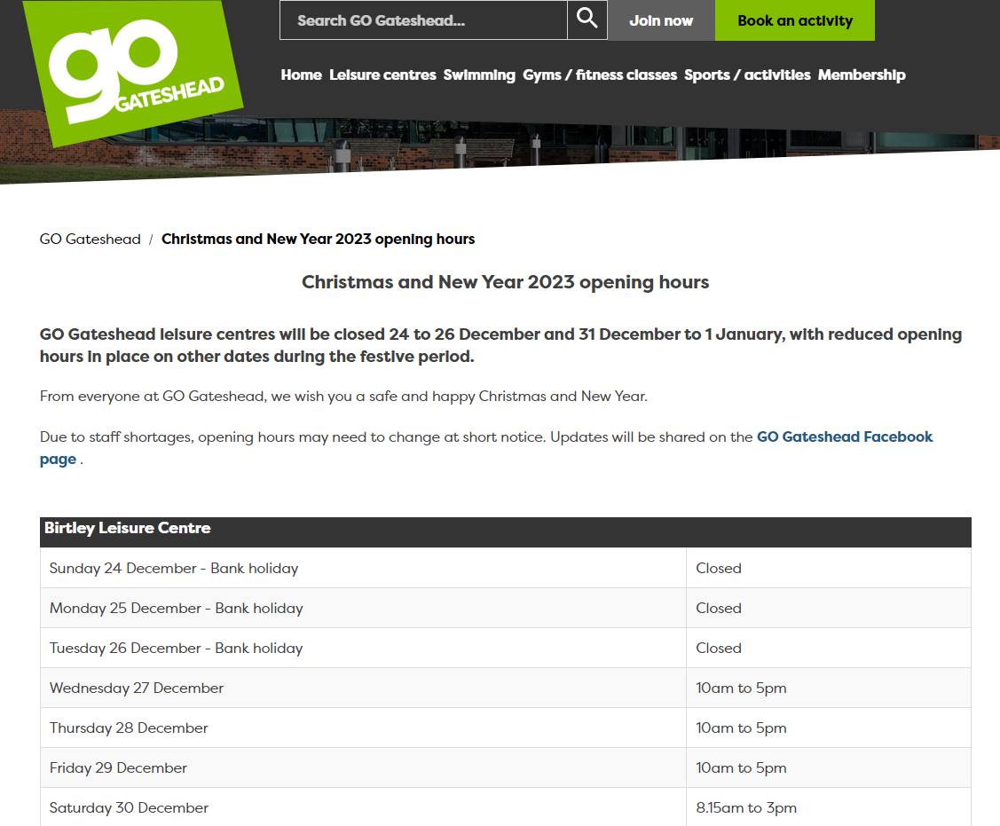 go
GATESHEAD
Search GO Gateshead...
Join now
Book an activity
Home Leisure centres Swimming Gyms / fitness classes Sports / activities Membership
GO Gateshead / Christmas and New Year 2023 opening hours
Christmas and New Year 2023 opening hours
GO Gateshead leisure centres will be closed 24 to 26 December and 31 December to 1 January, with reduced opening
hours in place on other dates during the festive period.
From everyone at GO Gateshead, we wish you a safe and happy Christmas and New Year.
Due to staff shortages, opening hours may need to change at short notice. Updates will be shared on the GO Gateshead Facebook
page .
Birtley Leisure Centre
Sunday 24 December - Bank holiday Closed
Monday 25 December - Bank holiday Closed
Tuesday 26 December - Bank holiday Closed
Wednesday 27 December 10am to 5pm
Thursday 28 December 10am to 5pm
Friday 29 December 10am to 5pm
Saturday 30 December 8.15am to 3pm